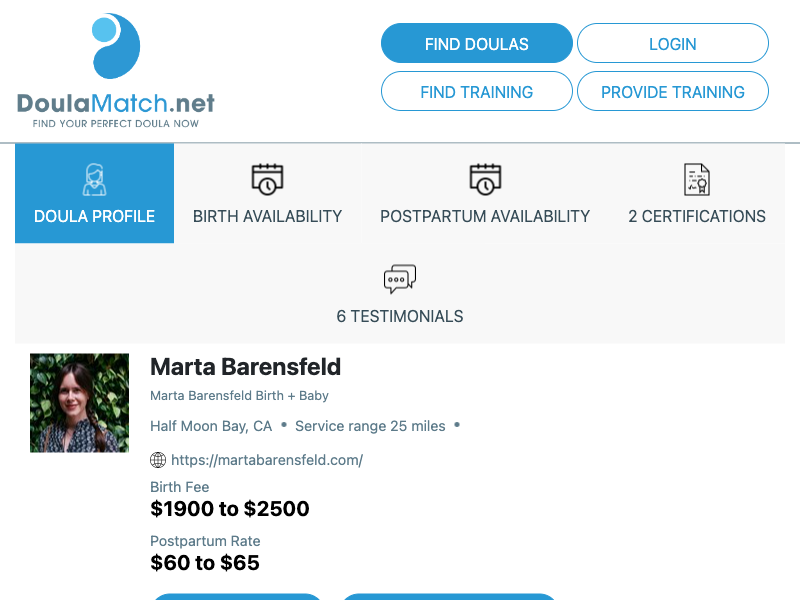 FIND DOULAS
LOGIN
FIND TRAINING
PROVIDE TRAINING
DoulaMatch.net
FIND YOUR PERFECT DOULA NOW
DOULA PROFILE
BIRTH AVAILABILITY
POSTPARTUM AVAILABILITY
2 CERTIFICATIONS
6 TESTIMONIALS
Marta Barensfeld
Marta Barensfeld Birth + Baby
Half Moon Bay, CA • Service range 25 miles •
https://martabarensfeld.com/
Birth Fee
$1900 to $2500
Postpartum Rate
$60 to $65